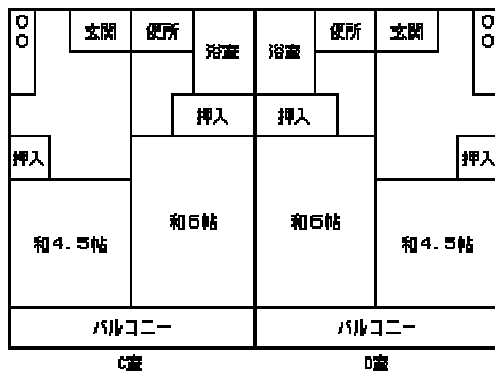 玄関 便所 浴室 浴室 便所 玄関
押入 押入
押入 押入
和6帖 和6帖
和4.5帖 和4.5帖
バルコニー バルコニー
C室 D室